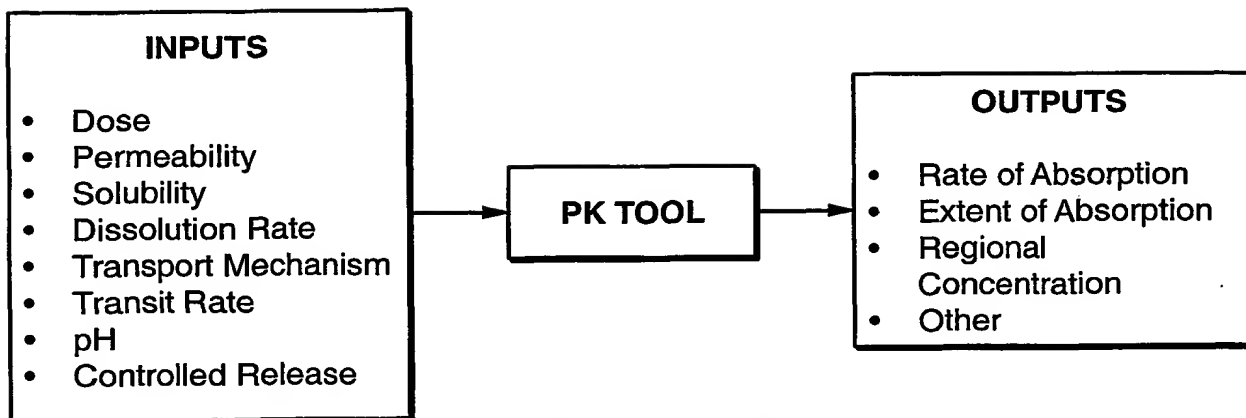 INPUTS
• Dose
• Permeability
• Solubility
• Dissolution Rate
• Transport Mechanism
• Transit Rate
• pH
• Controlled Release
PK TOOL
OUTPUTS
• Rate of Absorption
• Extent of Absorption
• Regional
Concentration
• Other